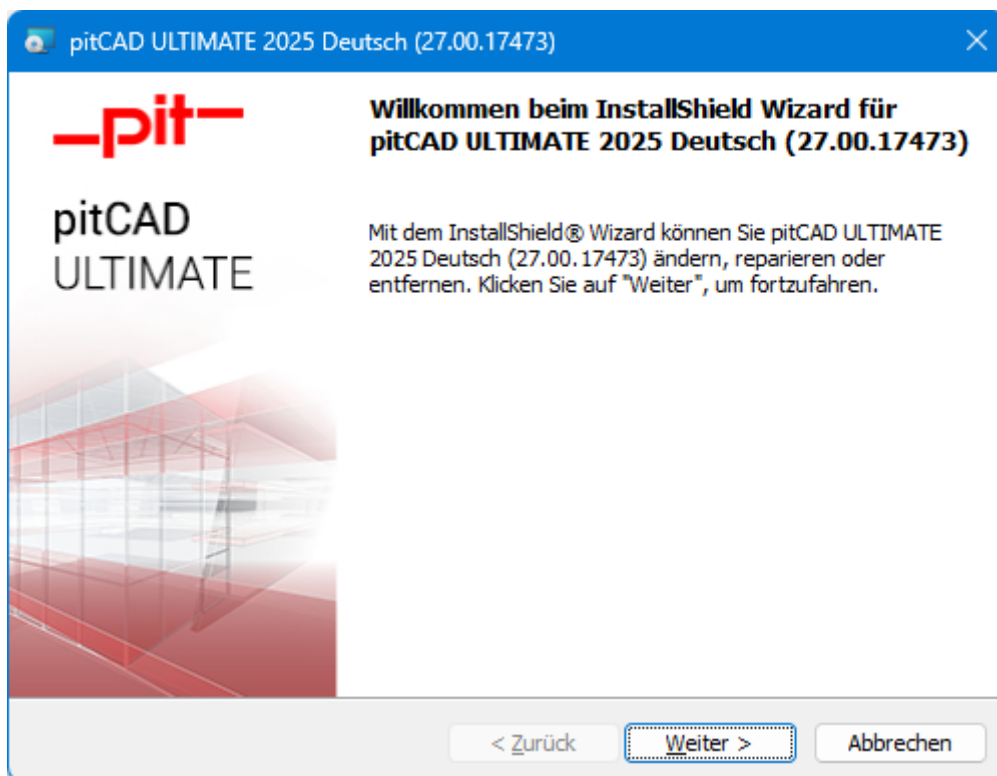 pitCAD ULTIMATE 2025 Deutsch (27.00.17473)
pit
pitCAD
ULTIMATE
Willkommen beim InstallShield Wizard für
pitCAD ULTIMATE 2025 Deutsch (27.00.17473)
Mit dem InstallShield® Wizard können Sie pitCAD ULTIMATE
2025 Deutsch (27.00.17473) ändern, reparieren oder
entfernen. Klicken Sie auf "Weiter", um fortzufahren.
< Zurück
Weiter >
Abbrechen